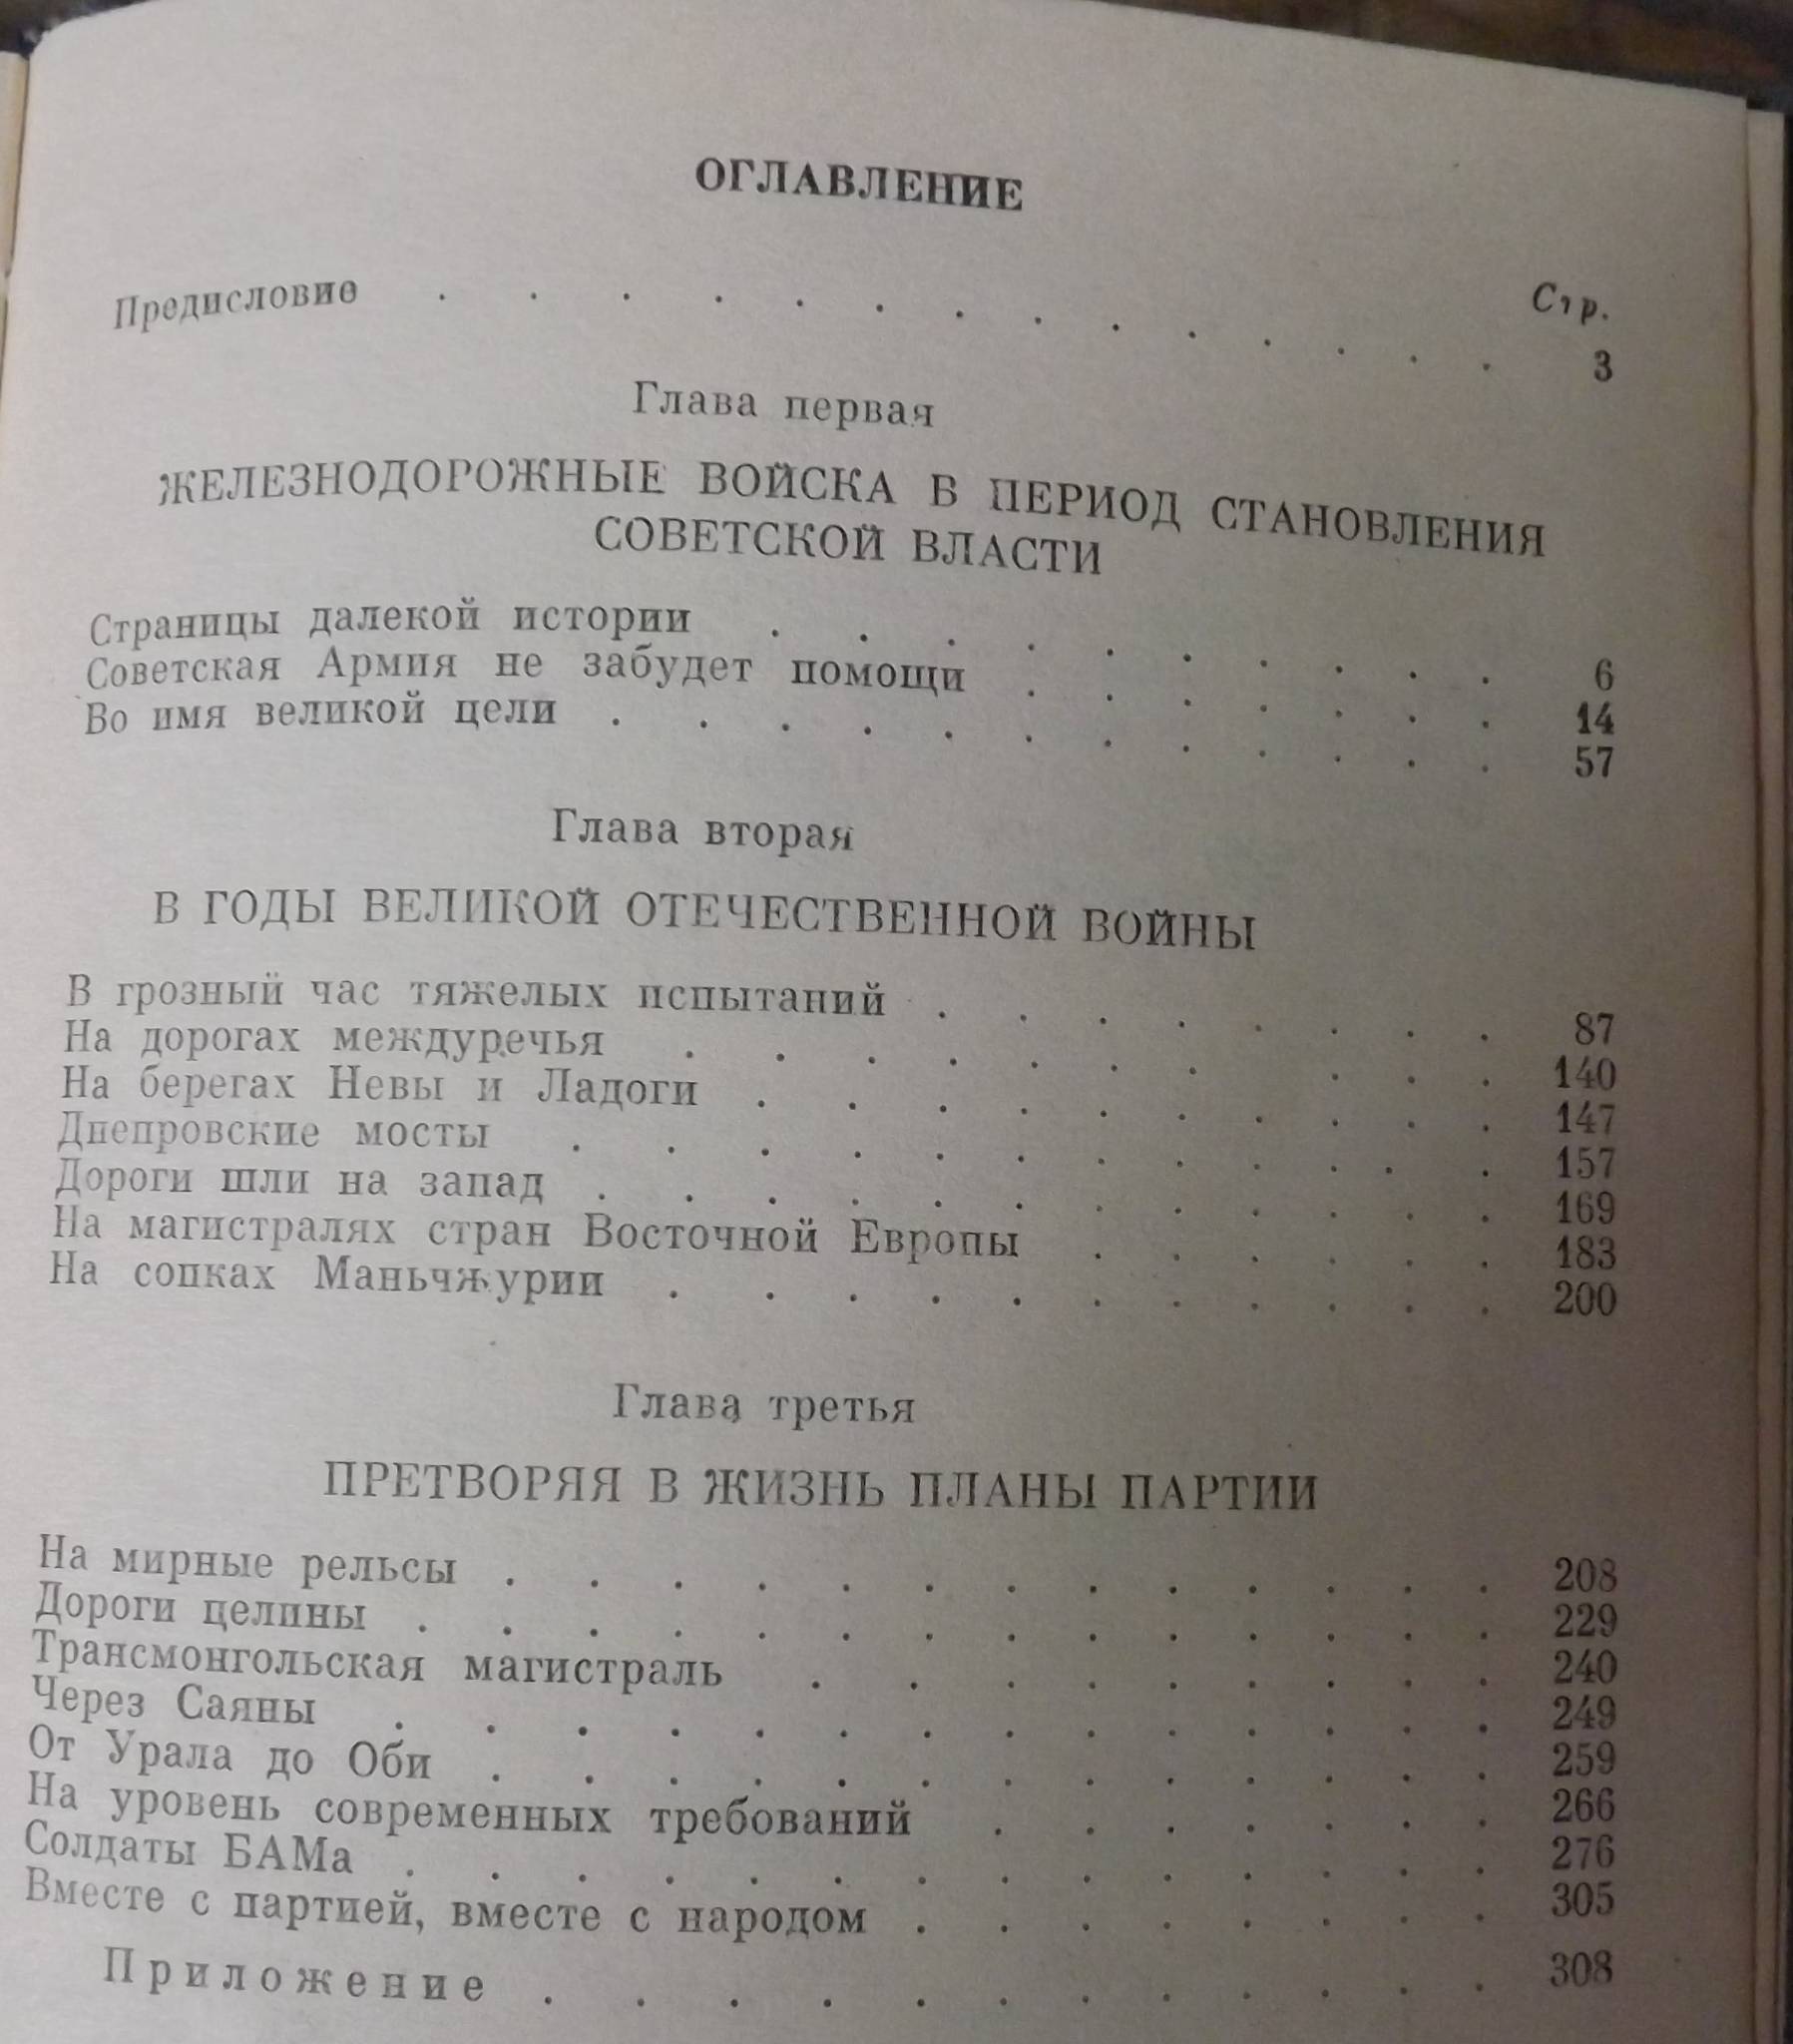 ОГЛАВЛЕНИЕ
Стр.
Предисловие . . . . . . . . . . . . . . 3
Глава первая
ЖЕЛЕЗНОДОРОЖНЫЕ ВОЙСКА В ПЕРИОД СТАНОВЛЕНИЯ
СОВЕТСКОЙ ВЛАСТИ
Страницы далекой истории . . . . . . . . . . 6
Советская Армия не забудет помощи . . . . . . . 14
Во имя великой цели . . . . . . . . . . . . 57
Глава вторая
В ГОДЫ ВЕЛИКОЙ ОТЕЧЕСТВЕННОЙ ВОЙНЫ
В грозный час тяжелых испытаний . . . . . . . . 87
На дорогах междуречья . . . . . . . . . . 140
На берегах Невы и Ладоги . . . . . . . . . . 147
Днепровские мосты . . . . . . . . . . . . 157
Дороги шли на запад . . . . . . . . . . . . 169
На магистралях стран Восточной Европы . . . . . . 183
На сопках Маньчжурии . . . . . . . . . . . 200
Глава третья
ПРЕТВОРЯЯ В ЖИЗНЬ ПЛАНЫ ПАРТИИ
На мирные рельсы . . . . . . . . . . . . . 208
Дороги целины . . . . . . . . . . . . . . 229
Трансмонгольская магистраль . . . . . . . . . 240
Через Саяны . . . . . . . . . . . . . . 249
От Урала до Оби . . . . . . . . . . . . . 259
На уровень современных требований . . . . . . . 266
Солдаты БАМа . . . . . . . . . . . . . . 276
Вместе с партией, вместе с народом . . . . . . . . 305
Приложение . . . . . . . . . . . . 308